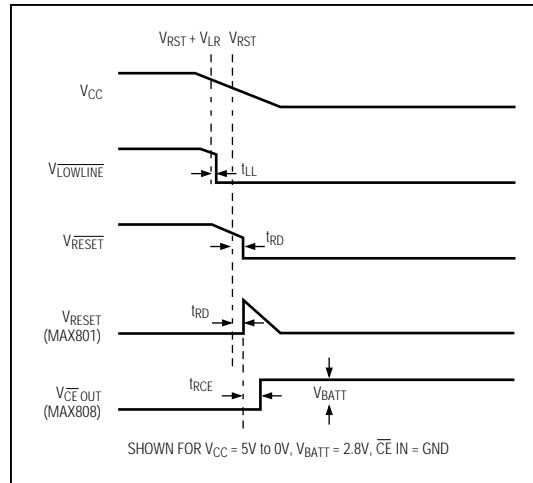 VRST + VLR VRST
VCC
VLOWLINE
tLL
VRESET
tRD
VRESET
(MAX801)
tRD
VCE OUT
(MAX808)
tRCE
VBATT
SHOWN FOR VCC = 5V to 0V, VBATT = 2.8V, CE IN = GND